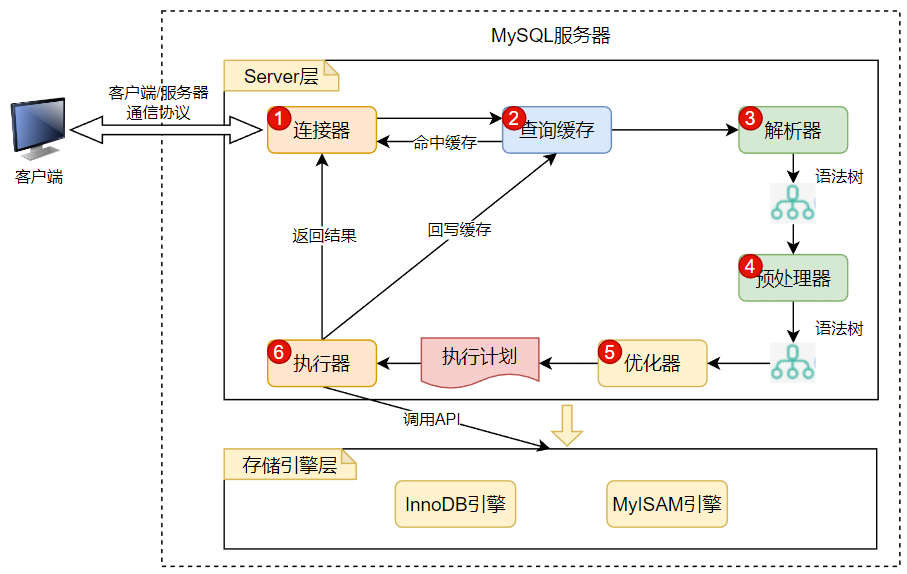 MySQL服务器
Server层
客户端/服务器
通信协议
客户端
1
连接器
命中缓存
2
查询缓存
3
解析器
语法树
返回结果
回写缓存
4
预处理器
语法树
6
执行器
执行计划
5
优化器
调用API
存储引擎层
InnoDB引擎
MyISAM引擎